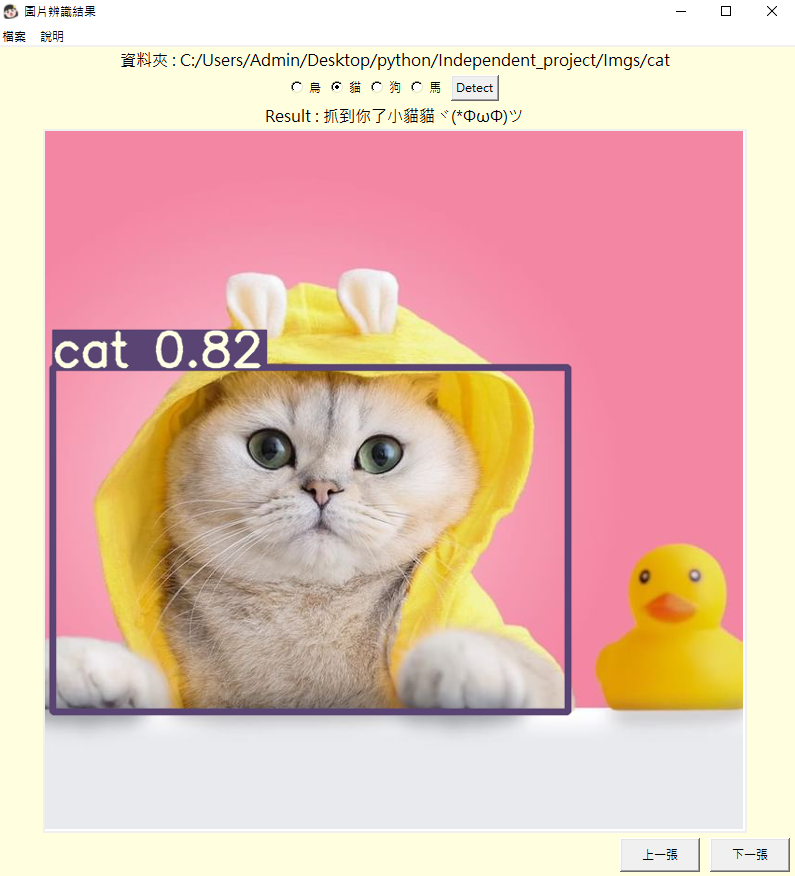 圖片辨識結果
檔案 說明
資料夾 : C:/Users/Admin/Desktop/python/Independent_project/Imgs/cat
鳥 貓 狗 馬 Detect
Result : 抓到你了小貓貓ヾ(*ΦωΦ)ツ
cat 0.82
上一張 下一張